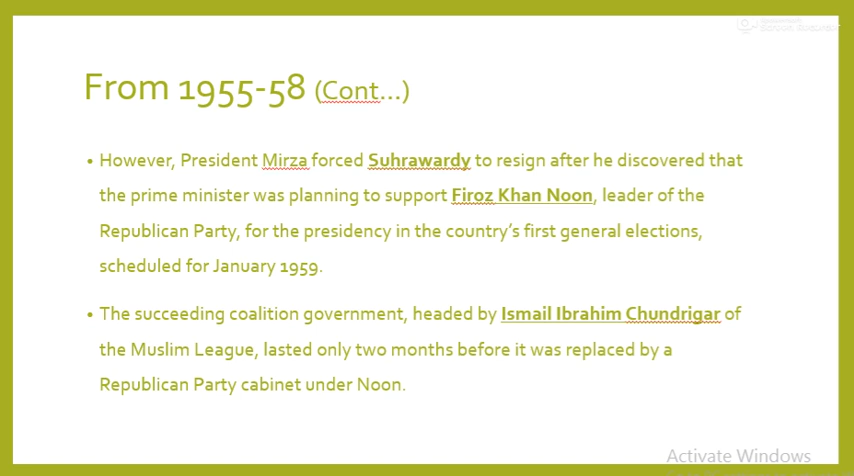 From 1955-58 (Cont...)
• However, President Mirza forced Suhrawardy to resign after he discovered that
the prime minister was planning to support Firoz Khan Noon, leader of the
Republican Party, for the presidency in the country's first general elections,
scheduled for January 1959.
• The succeeding coalition government, headed by Ismail Ibrahim Chundrigar of
the Muslim League, lasted only two months before it was replaced by a
Republican Party cabinet under Noon.
Activate Windows